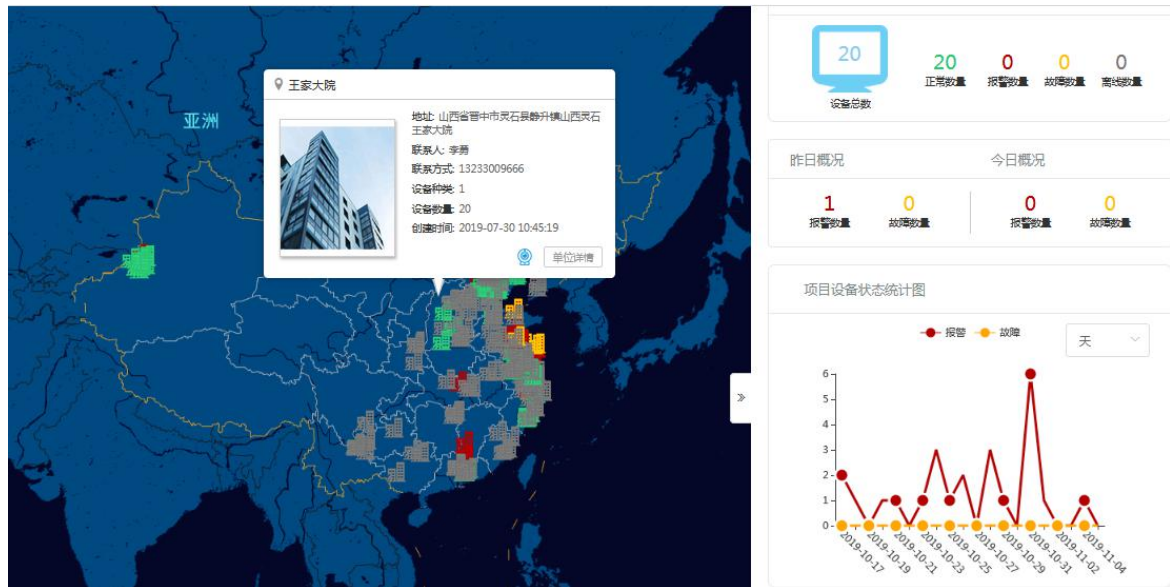 亚洲
王家大院
地址: 山西省晋中市灵石县静升镇山西灵石
王家大院
联系人: 李勇
联系方式: 13233009666
设备种类: 1
设备数量: 20
创建时间: 2019-07-30 10:45:19
单位详情
20
设备总数
20
正常数量
0
报警数量
0
故障数量
0
离线数量
昨日概况
今日概况
1
报警数量
0
故障数量
0
报警数量
0
故障数量
项目设备状态统计图
报警
故障
天
6
5
4
3
2
1
0
2019-10-17
2019-10-19
2019-10-21
2019-10-23
2019-10-25
2019-10-27
2019-10-29
2019-10-31
2019-11-02
2019-11-04